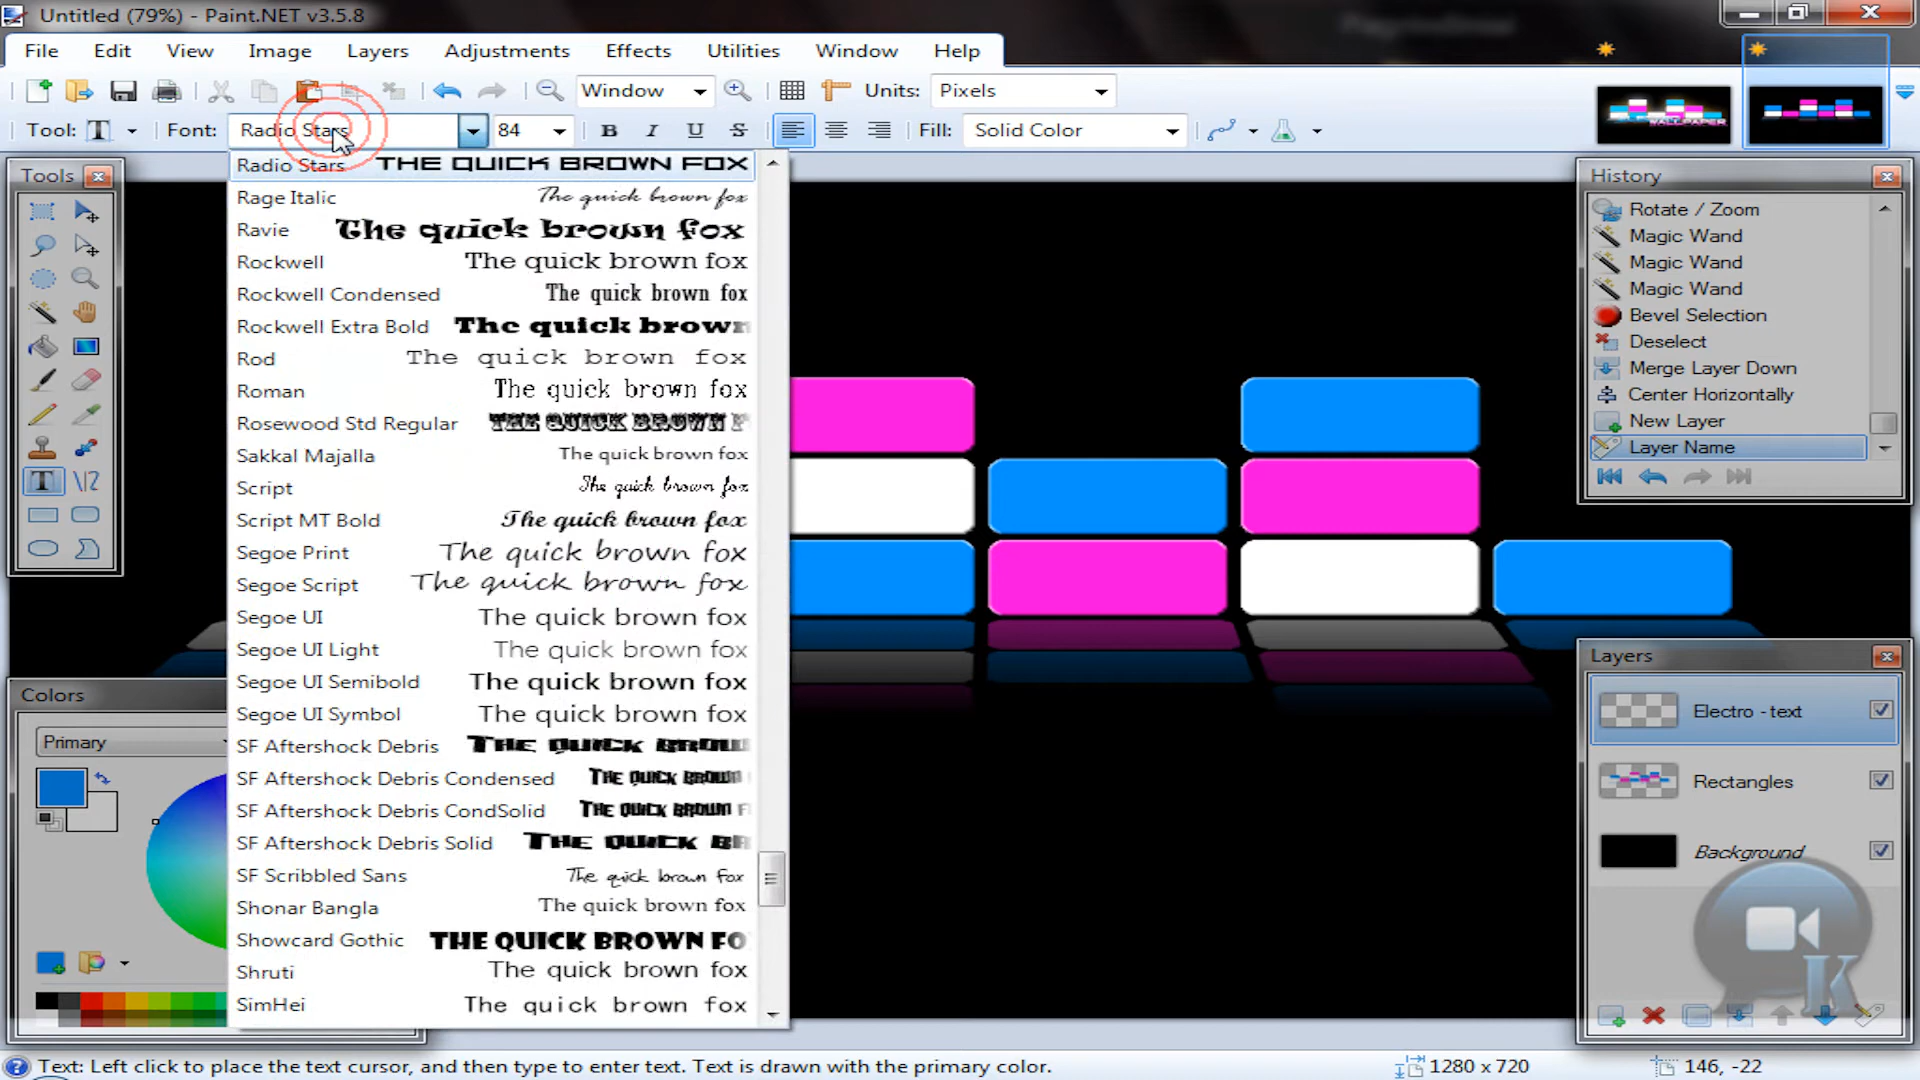 Untitled (79%) - Paint.NET v3.5.8
File Edit View Image Layers Adjustments Effects Utilities Window Help
Window Units: Pixels
Tool: T Font: Radio Stars 84 B I U S Fill: Solid Color
Tools
Radio Stars THE QUICK BROWN FOX
Rage Italic The quick brown fox
Ravie The quick brown fox
Rockwell The quick brown fox
Rockwell Condensed The quick brown fox
Rockwell Extra Bold The quick brown
Rod The quick brown fox
Roman The quick brown fox
Rosewood Std Regular THE QUICK BROWN F
Sakkal Majalla The quick brown fox
Script The quick brown fox
Script MT Bold The quick brown fox
Segoe Print The quick brown fox
Segoe Script The quick brown fox
Segoe UI The quick brown fox
Segoe UI Light The quick brown fox
Segoe UI Semibold The quick brown fox
Segoe UI Symbol The quick brown fox
SF Aftershock Debris THE QUICK BROW
SF Aftershock Debris Condensed THE QUICK BROWN
SF Aftershock Debris CondSolid THE QUICK BROWN F
SF Aftershock Debris Solid THE QUICK BR
SF Scribbled Sans The quick brown fox
Shonar Bangla The quick brown fox
Showcard Gothic THE QUICK BROWN FO
Shruti The quick brown fox
SimHei The quick brown fox
History
Rotate / Zoom
Magic Wand
Magic Wand
Magic Wand
Bevel Selection
Deselect
Merge Layer Down
Center Horizontally
New Layer
Layer Name
Layers
Electro - text
Rectangles
Background
K
Colors
Primary
Text: Left click to place the text cursor, and then type to enter text. Text is drawn with the primary color.
1280 x 720
146, -22